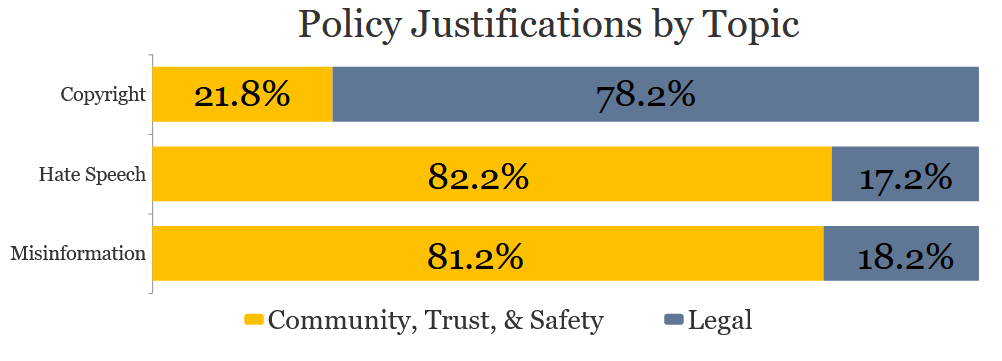 Policy Justifications by Topic
Copyright 21.8% 78.2%
Hate Speech 82.2% 17.2%
Misinformation 81.2% 18.2%
Community, Trust, & Safety Legal